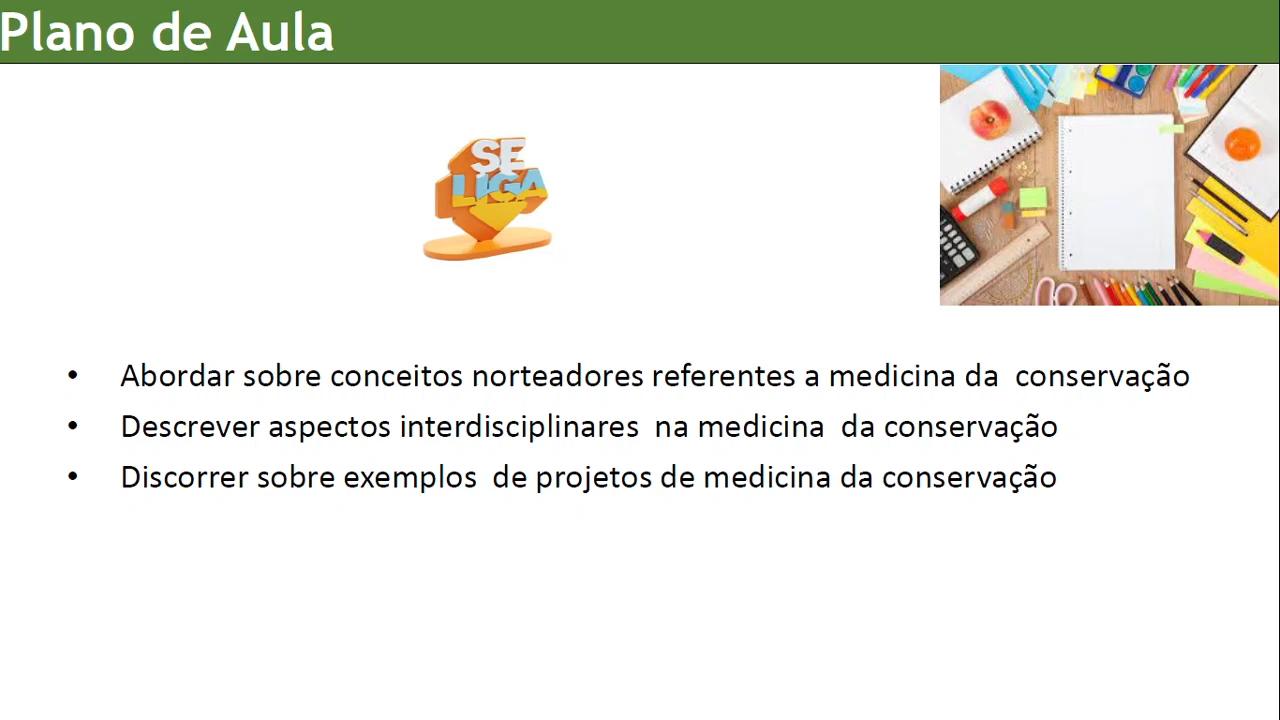 Plano de Aula
SE
LIGA
• Abordar sobre conceitos norteadores referentes a medicina da conservação
• Descrever aspectos interdisciplinares na medicina da conservação
• Discorrer sobre exemplos de projetos de medicina da conservação